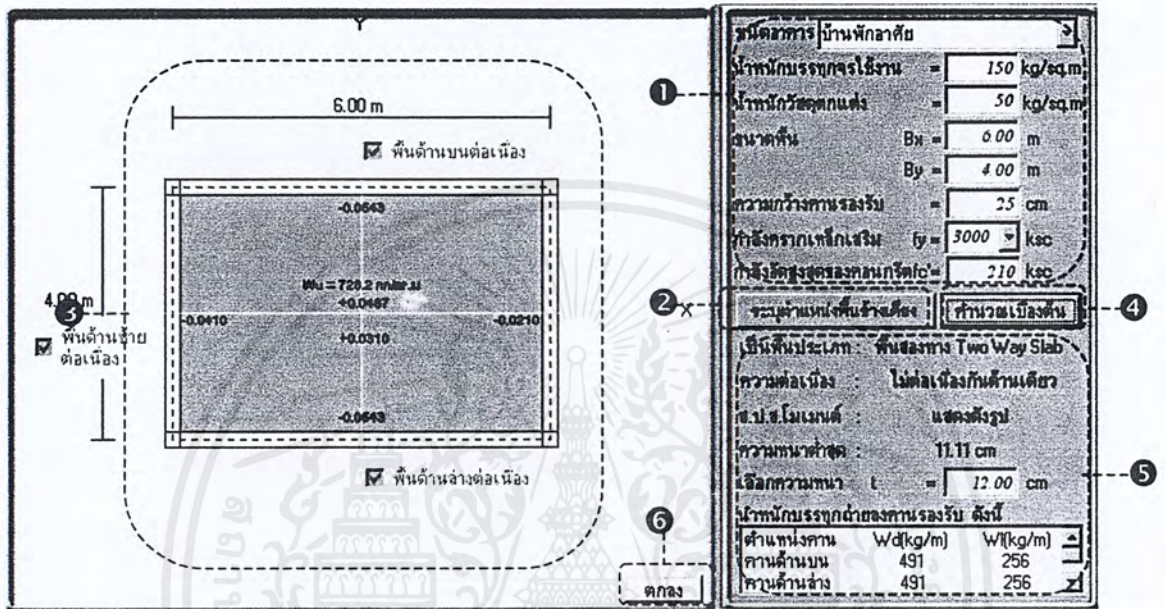 Y
6.00 m
พื้นด้านบนต่อเนื่อง
-0.0543
Wu = 728.2 กก/ตร.ม
+0.0487
-0.0410
-0.0210
+0.0310
-0.0543
4.00 m
❸
พื้นด้านซ้าย
ต่อเนื่อง
X
พื้นด้านล่างต่อเนื่อง
❻
ตกลง
ชนิดอาคาร บ้านพักอาศัย
❶
น้ำหนักบรรทุกจรใช้งาน = 150 kg/sq.m
น้ำหนักวัสดุตกแต่ง = 50 kg/sq.m
ขนาดพื้น Bx = 6.00 m
By = 4.00 m
ความกว้างคานรองรับ = 25 cm
กำลังครากเหล็กเสริม fy = 3000 ksc
กำลังอัดสูงสุดของคอนกรีตfc'= 210 ksc
❷ ระบุตำแหน่งพื้นข้างเคียง คำนวณเบื้องต้น ❹
เป็นพื้นประเภท : พื้นสองทาง Two Way Slab
ความต่อเนื่อง : ไม่ต่อเนื่องกันด้านเดียว
ส.ป.ส.โมเมนต์ : แสดงดังรูป
ความหนาต่ำสุด : 11.11 cm
เลือกความหนา t = 12.00 cm
❺
น้ำหนักบรรทุกถ่ายลงคานรองรับ ดังนี้
ตำแหน่งคาน Wd(kg/m) Wl(kg/m)
คานด้านบน 491 256
คานด้านล่าง 491 256